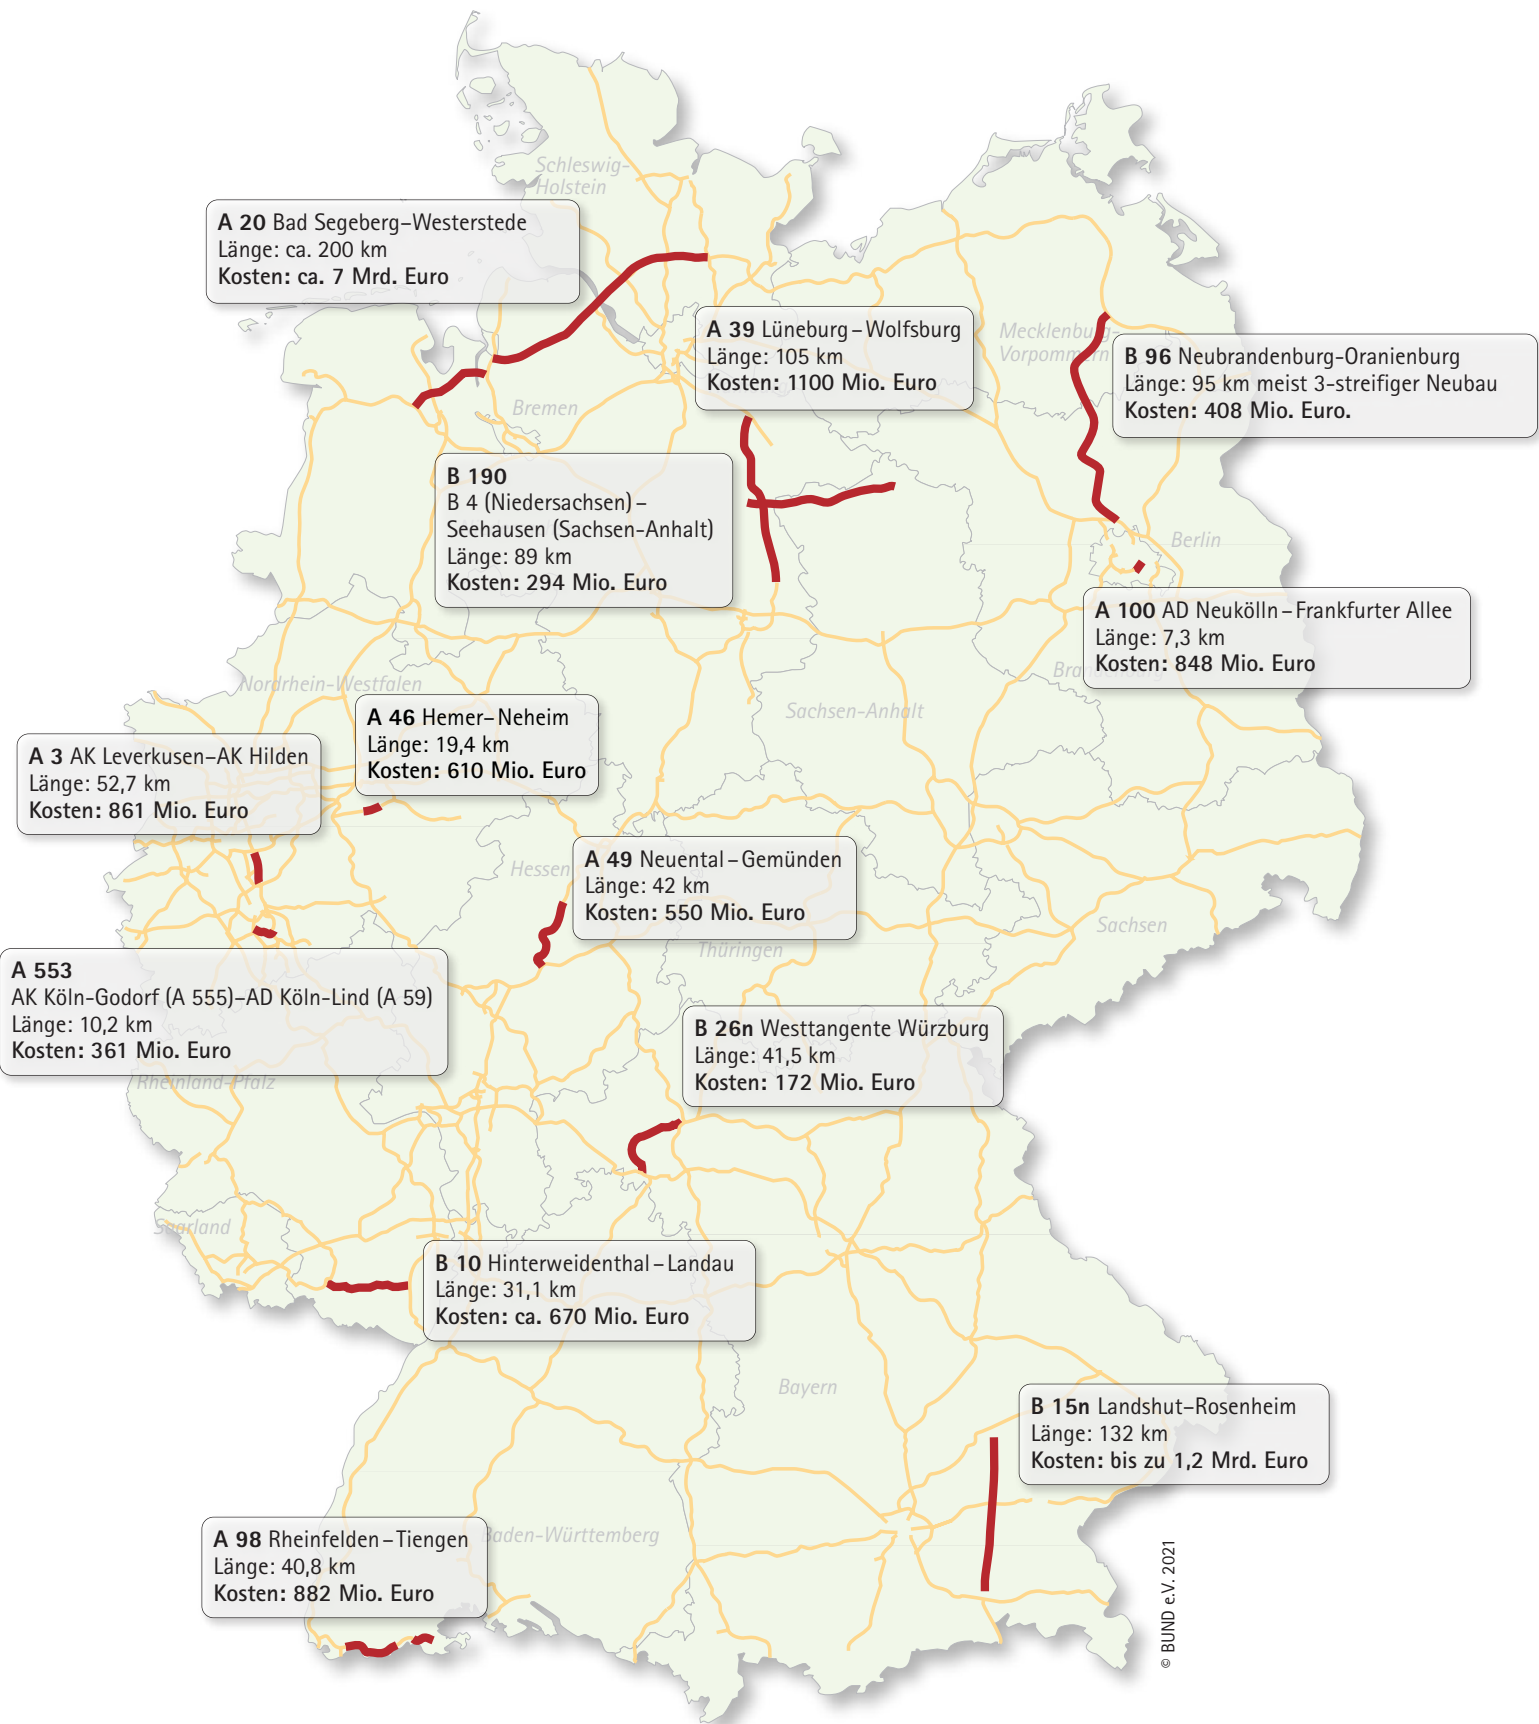 Schleswig-
Holstein
A 20 Bad Segeberg–Westerstede
Länge: ca. 200 km
Kosten: ca. 7 Mrd. Euro
A 39 Lüneburg–Wolfsburg
Länge: 105 km
Kosten: 1100 Mio. Euro
Mecklenburg-
Vorpommern
B 96 Neubrandenburg-Oranienburg
Länge: 95 km meist 3-streifiger Neubau
Kosten: 408 Mio. Euro.
Bremen
B 190
B 4 (Niedersachsen)–
Seehausen (Sachsen-Anhalt)
Länge: 89 km
Kosten: 294 Mio. Euro
Berlin
A 100 AD Neukölln–Frankfurter Allee
Länge: 7,3 km
Kosten: 848 Mio. Euro
Brandenburg
Nordrhein-Westfalen
Sachsen-Anhalt
A 46 Hemer–Neheim
Länge: 19,4 km
Kosten: 610 Mio. Euro
A 3 AK Leverkusen–AK Hilden
Länge: 52,7 km
Kosten: 861 Mio. Euro
Hessen
A 49 Neuental–Gemünden
Länge: 42 km
Kosten: 550 Mio. Euro
Sachsen
Thüringen
A 553
AK Köln-Godorf (A 555)–AD Köln-Lind (A 59)
Länge: 10,2 km
Kosten: 361 Mio. Euro
Rheinland-Pfalz
B 26n Westtangente Würzburg
Länge: 41,5 km
Kosten: 172 Mio. Euro
Saarland
B 10 Hinterweidenthal–Landau
Länge: 31,1 km
Kosten: ca. 670 Mio. Euro
Bayern
B 15n Landshut–Rosenheim
Länge: 132 km
Kosten: bis zu 1,2 Mrd. Euro
Baden-Württemberg
A 98 Rheinfelden–Tiengen
Länge: 40,8 km
Kosten: 882 Mio. Euro
© BUND e.V. 2021